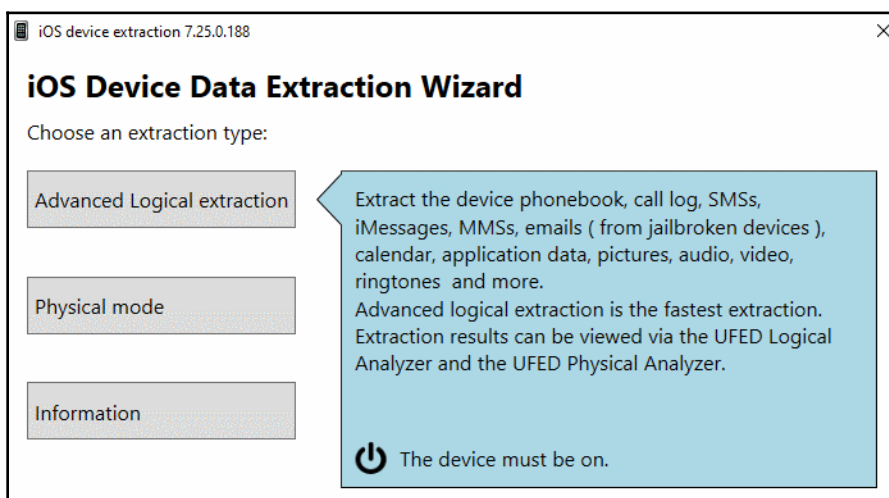 iOS device extraction 7.25.0.188
iOS Device Data Extraction Wizard
Choose an extraction type:
Advanced Logical extraction
Extract the device phonebook, call log, SMSs,
iMessages, MMSs, emails ( from jailbroken devices ),
calendar, application data, pictures, audio, video,
ringtones  and more.
Advanced logical extraction is the fastest extraction.
Extraction results can be viewed via the UFED Logical
Analyzer and the UFED Physical Analyzer.
The device must be on.
Physical mode
Information